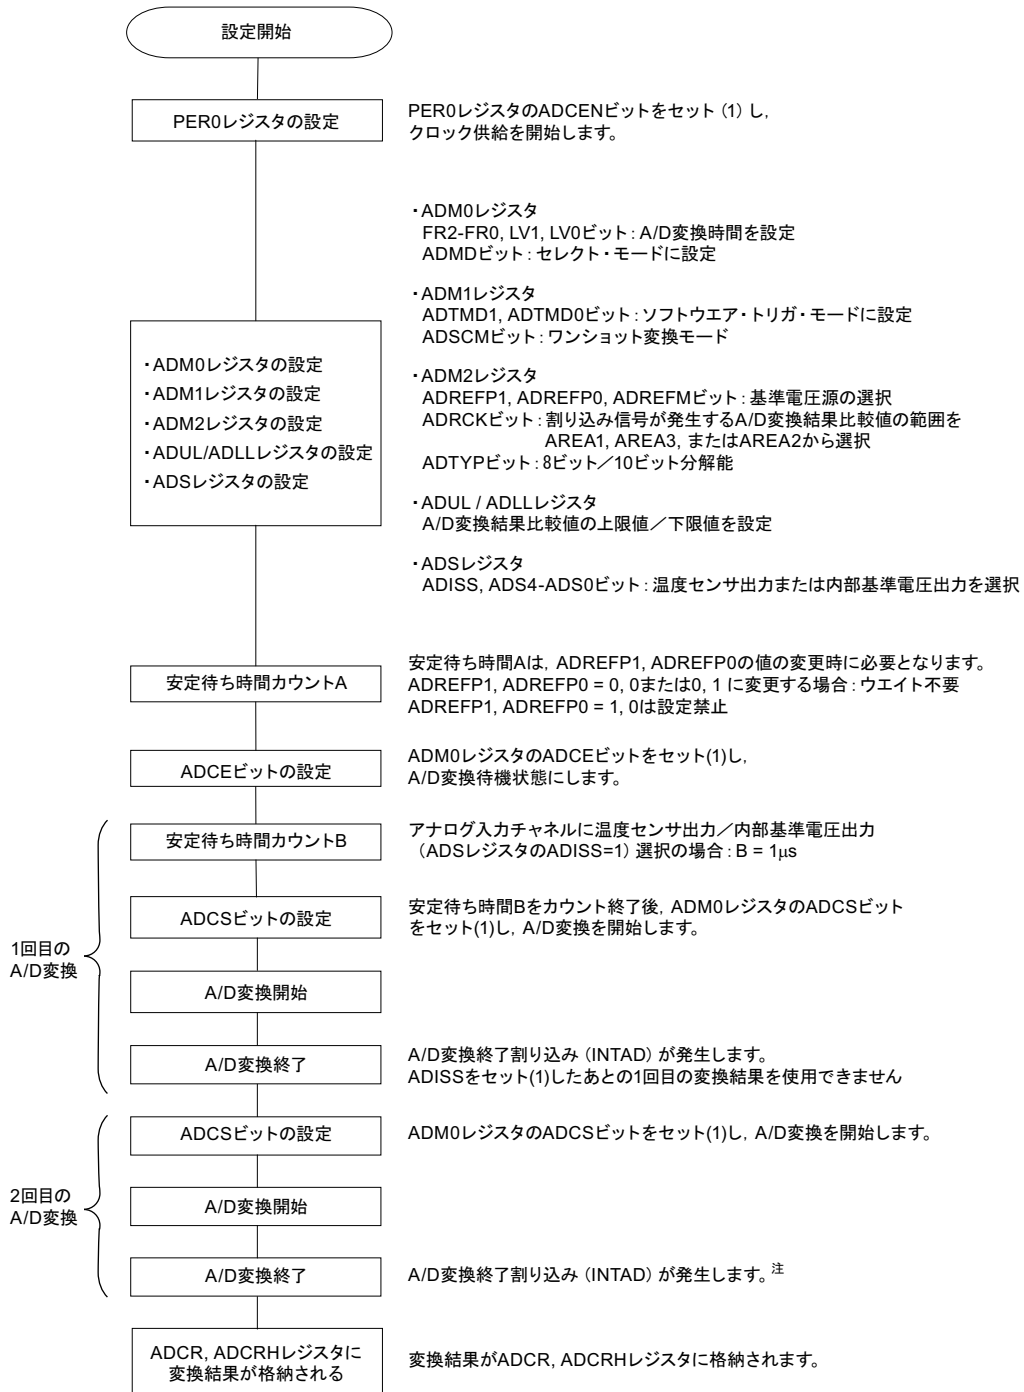 設定開始
PER0レジスタの設定
PER0レジスタのADCENビットをセット（1）し，
クロック供給を開始します。
・ADM0レジスタの設定
・ADM1レジスタの設定
・ADM2レジスタの設定
・ADUL/ADLLレジスタの設定
・ADSレジスタの設定
・ADM0レジスタ
FR2-FR0, LV1, LV0ビット：A/D変換時間を設定
ADMDビット：セレクト・モードに設定
・ADM1レジスタ
ADTMD1, ADTMD0ビット：ソフトウエア・トリガ・モードに設定
ADSCMビット：ワンショット変換モード
・ADM2レジスタ
ADREFP1, ADREFP0, ADREFMビット：基準電圧源の選択
ADRCKビット：割り込み信号が発生するA/D変換結果比較値の範囲を
AREA1, AREA3, またはAREA2から選択
ADTYPビット：8ビット／10ビット分解能
・ADUL / ADLLレジスタ
A/D変換結果比較値の上限値／下限値を設定
・ADSレジスタ
ADISS, ADS4-ADS0ビット：温度センサ出力または内部基準電圧出力を選択
安定待ち時間カウントA
安定待ち時間Aは，ADREFP1, ADREFP0の値の変更時に必要となります。
ADREFP1, ADREFP0 = 0, 0または0, 1 に変更する場合：ウエイト不要
ADREFP1, ADREFP0 = 1, 0は設定禁止
ADCEビットの設定
ADM0レジスタのADCEビットをセット(1)し，
A/D変換待機状態にします。
1回目の
A/D変換
安定待ち時間カウントB
アナログ入力チャネルに温度センサ出力／内部基準電圧出力
（ADSレジスタのADISS=1）選択の場合：B = 1μs
ADCSビットの設定
安定待ち時間Bをカウント終了後，ADM0レジスタのADCSビット
をセット(1)し，A/D変換を開始します。
A/D変換開始
A/D変換終了
A/D変換終了割り込み（INTAD）が発生します。
ADISSをセット(1)したあとの1回目の変換結果を使用できません
2回目の
A/D変換
ADCSビットの設定
ADM0レジスタのADCSビットをセット(1)し，A/D変換を開始します。
A/D変換開始
A/D変換終了
A/D変換終了割り込み（INTAD）が発生します。注
ADCR, ADCRHレジスタに
変換結果が格納される
変換結果がADCR, ADCRHレジスタに格納されます。